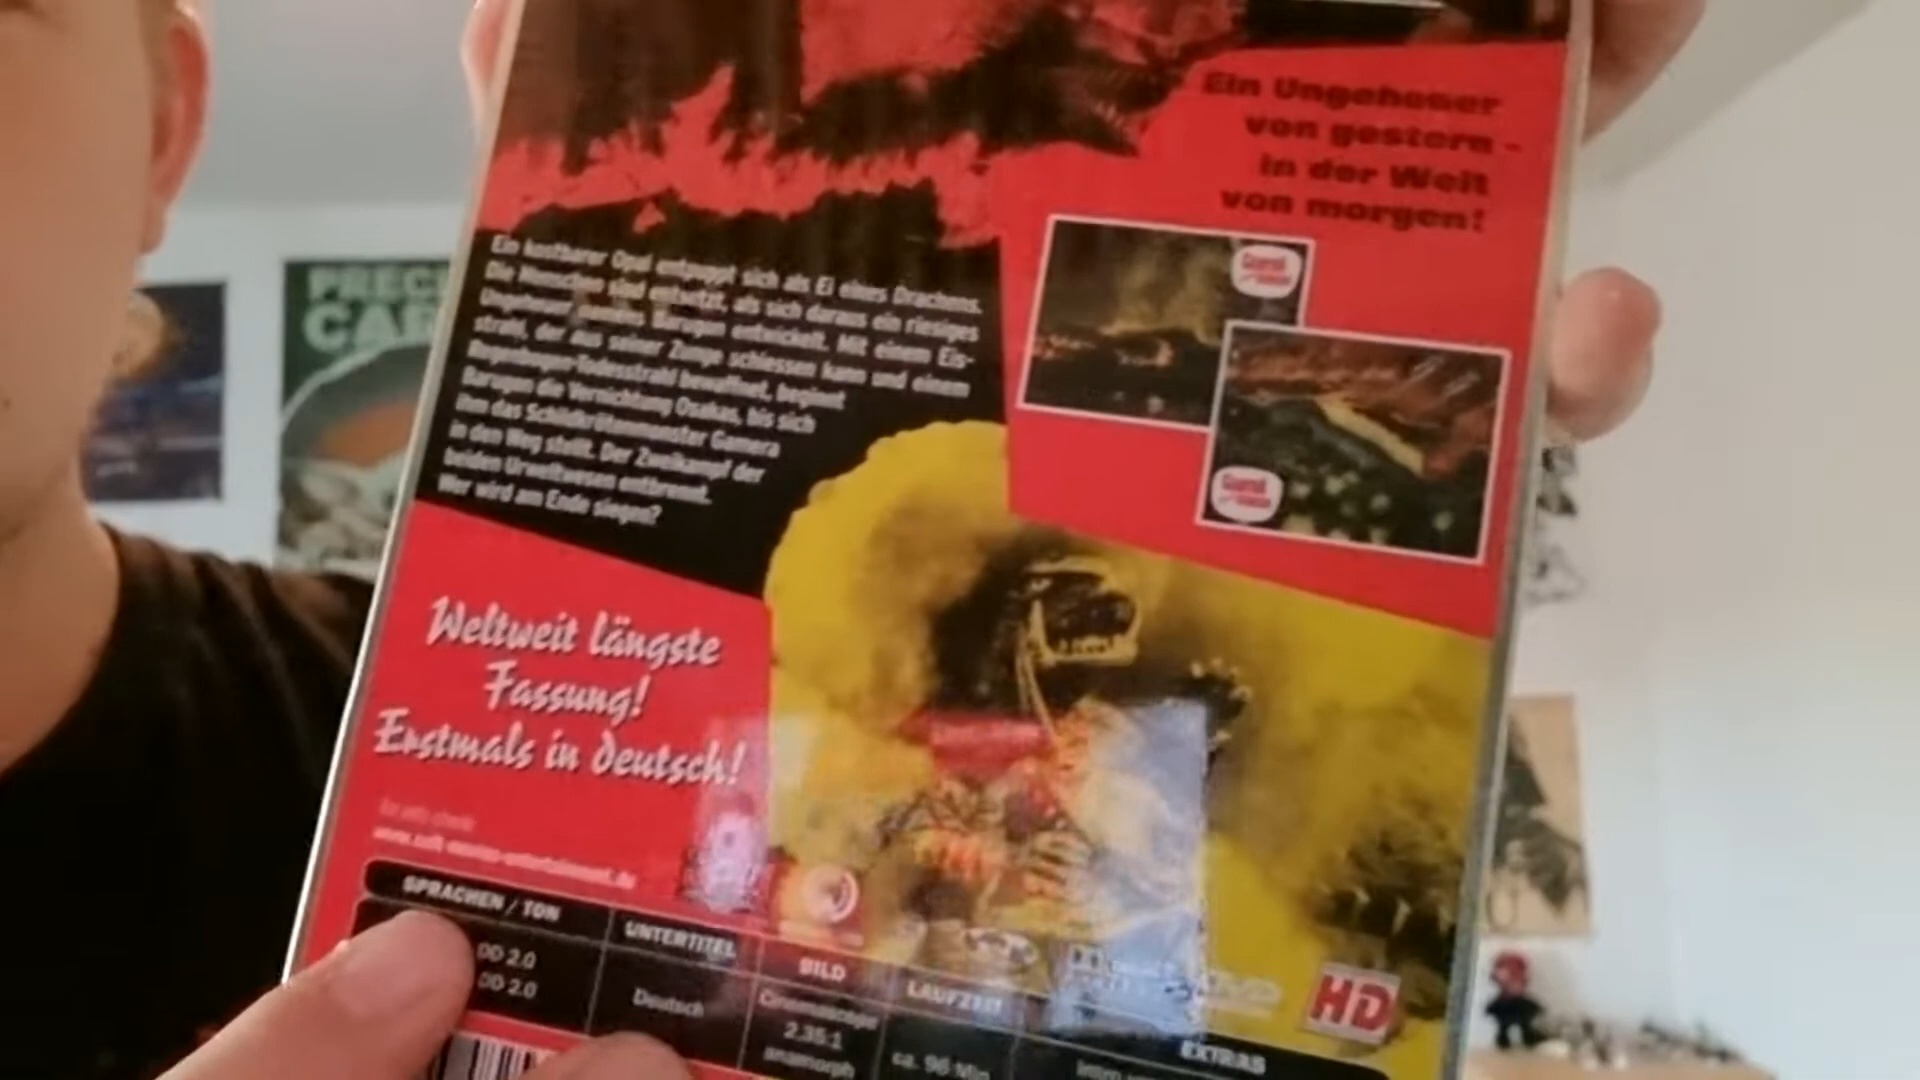 Ein Ungeheuer
von gestern -
in der Welt
von morgen!
Ein kostbarer Opal entpuppt sich als Ei eines Drachens.
Die Menschen sind entsetzt, als sich daraus ein riesiges
Ungeheuer Barugon entwickelt. Mit einem Eis-
strahl, der aus seiner Zunge schiessen kann und einem
Regenbogen-Todesstrahl bewaffnet, beginnt
Barugon die Vernichtung Osakas, bis sich
ihm das Schildkrötenmonster Gamera
in den Weg stellt. Der Zweikampf der
beiden Urweltwesen entbrennt.
Wer wird am Ende siegen?
Weltweit längste
Fassung!
Erstmals in deutsch!
SPRACHEN / TON
DD 2.0
DD 2.0
UNTERTITEL
Deutsch
BILD
Cinemascope
2.35:1
anamorph
LAUFZEIT
ca. 96 Min.
EXTRAS
HD
PRECI
CAR